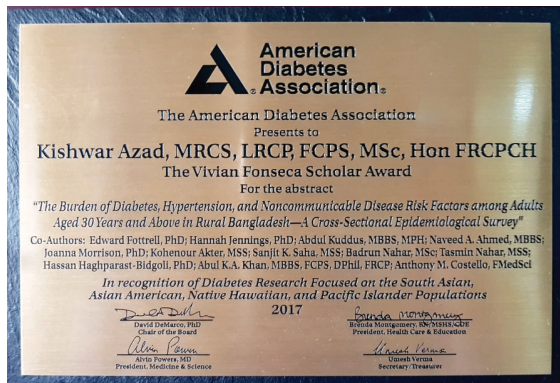 American
Diabetes
Association®
The American Diabetes Association
Presents to
Kishwar Azad, MRCS, LRCP, FCPS, MSc, Hon FRCPCH
The Vivian Fonseca Scholar Award
For the abstract
"The Burden of Diabetes, Hypertension, and Noncommunicable Disease Risk Factors among Adults
Aged 30 Years and Above in Rural Bangladesh—A Cross-Sectional Epidemiological Survey"
Co-Authors: Edward Fottrell, PhD; Hannah Jennings, PhD; Abdul Kuddus, MBBS, MPH; Naveed A. Ahmed, MBBS;
Joanna Morrison, PhD; Kohenour Akter, MSS; Sanjit K. Saha, MSS; Badrun Nahar, MSc; Tasmin Nahar, MSS;
Hassan Haghparast-Bidgoli, PhD; Abul K.A. Khan, MBBS, FCPS, DPhil, FRCP; Anthony M. Costello, FMedSci
In recognition of Diabetes Research Focused on the South Asian,
Asian American, Native Hawaiian, and Pacific Islander Populations
2017
David DeMarco, PhD
Chair of the Board
Brenda Montgomery
Brenda Montgomery, RN/MSHS/CDE
President, Health Care & Education
Alvin Powers
Alvin Powers, MD
President, Medicine & Science
Umesh Verma
Umesh Verma
Secretary/Treasurer